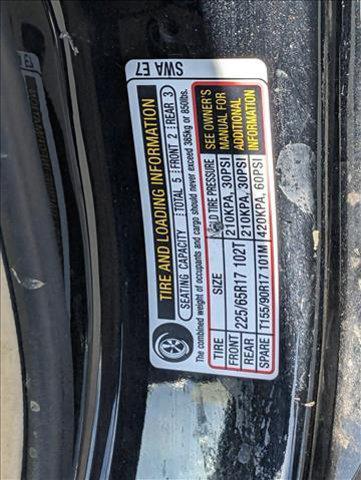 SWA E7
TIRE AND LOADING INFORMATION
SEATING CAPACITY TOTAL 5 FRONT 2 REAR 3
The combined weight of occupants and cargo should never exceed 385kg or 850lbs.
TIRE SIZE COLD TIRE PRESSURE
FRONT 225/65R17 102T 210KPA, 30PSI
REAR 225/65R17 102T 210KPA, 30PSI
SPARE T155/90R17 101M 420KPA, 60PSI
SEE OWNER'S
MANUAL FOR
ADDITIONAL
INFORMATION